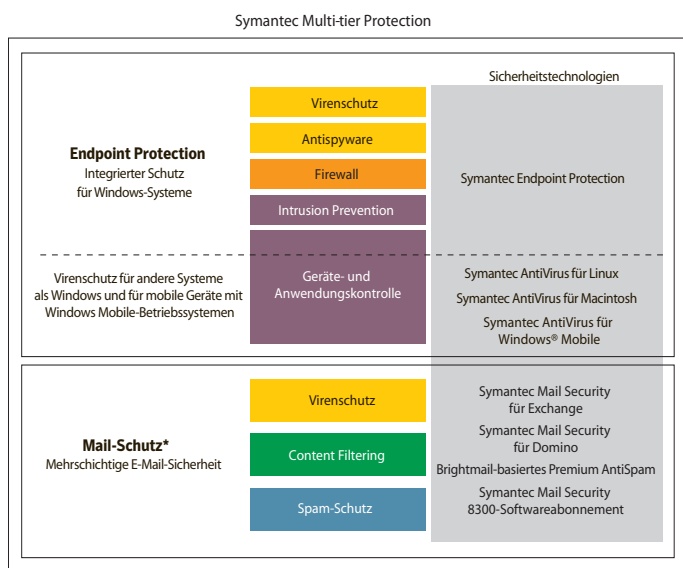 Symantec Multi-tier Protection
Sicherheitstechnologien
Endpoint Protection
Integrierter Schutz
für Windows-Systeme
Virenschutz
Antispyware
Firewall
Intrusion Prevention
Symantec Endpoint Protection
Virenschutz für andere Systeme
als Windows und für mobile Geräte mit
Windows Mobile-Betriebssystemen
Geräte- und
Anwendungskontrolle
Symantec AntiVirus für Linux
Symantec AntiVirus für Macintosh
Symantec AntiVirus für
Windows® Mobile
Mail-Schutz*
Mehrschichtige E-Mail-Sicherheit
Virenschutz
Content Filtering
Spam-Schutz
Symantec Mail Security
für Exchange
Symantec Mail Security
für Domino
Brightmail-basiertes Premium AntiSpam
Symantec Mail Security
8300-Softwareabonnement